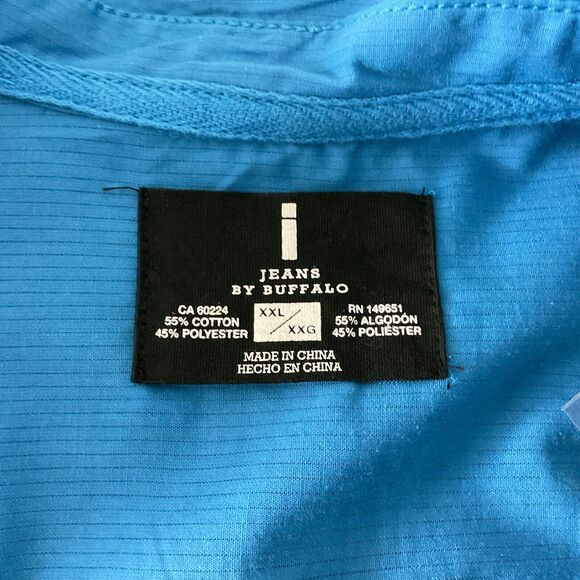 i
JEANS
BY BUFFALO
CA 60224
55% COTTON
45% POLYESTER
XXL/XXG
RN 149651
55% ALGODÓN
45% POLIÉSTER
MADE IN CHINA
HECHO EN CHINA